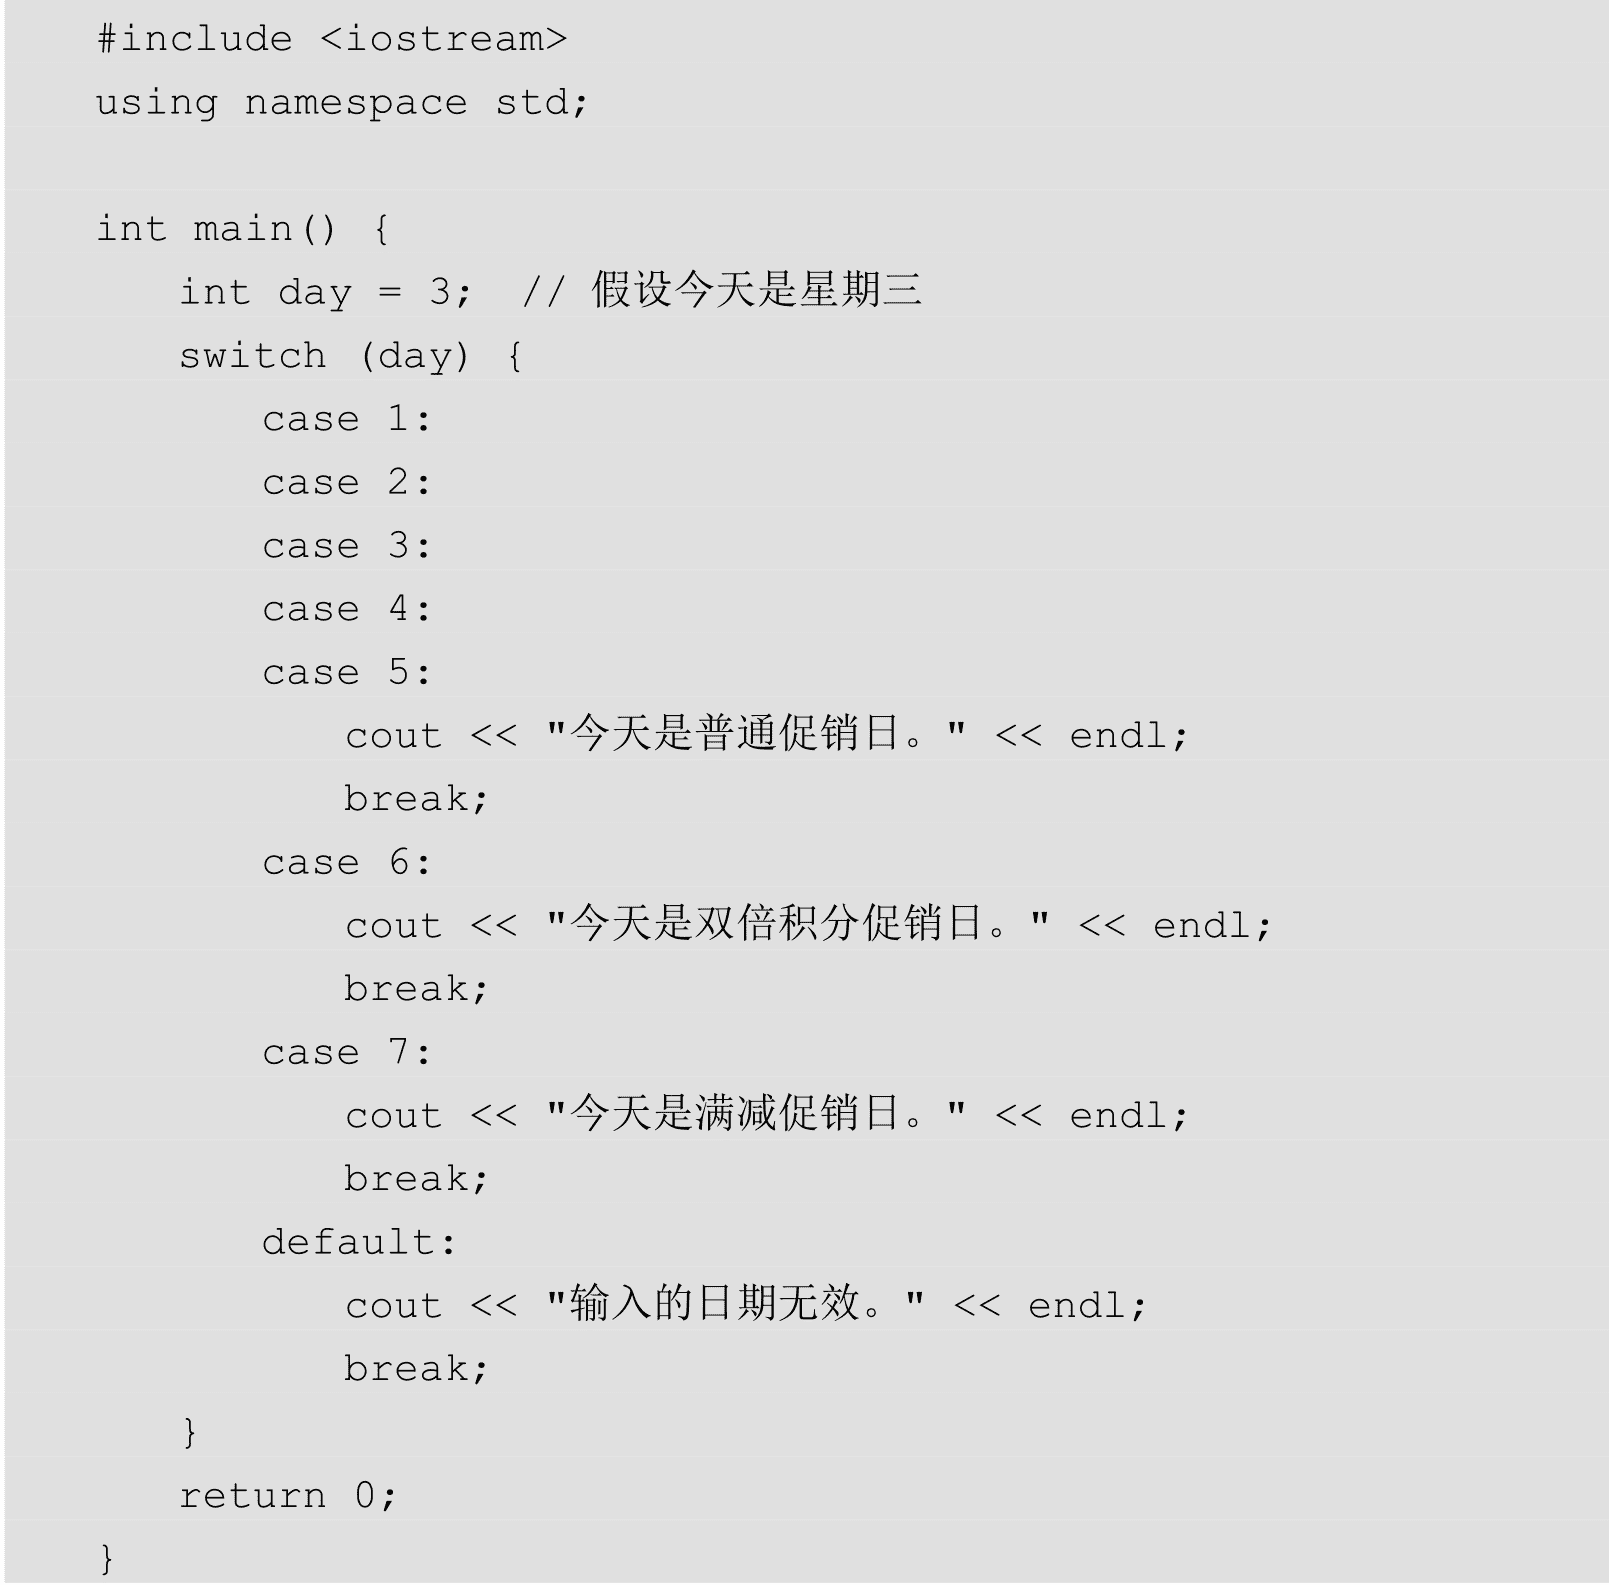 #include <iostream>
using namespace std;

int main() {
    int day = 3;  // 假设今天是星期三
    switch (day) {
        case 1:
        case 2:
        case 3:
        case 4:
        case 5:
            cout << "今天是普通促销日。" << endl;
            break;
        case 6:
            cout << "今天是双倍积分促销日。" << endl;
            break;
        case 7:
            cout << "今天是满减促销日。" << endl;
            break;
        default:
            cout << "输入的日期无效。" << endl;
            break;
    }
    return 0;
}